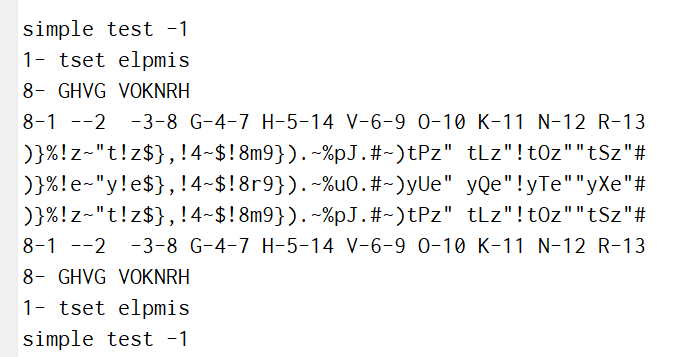 simple test -1
1- tset elpmis
8- GHVG VOKNRH
8-1 --2  -3-8 G-4-7 H-5-14 V-6-9 O-10 K-11 N-12 R-13
)}%!z~"t!z$},!4~$!8m9}).~%pJ.#~)tPz" tLz"!tOz""tSz"#
)}%!e~"y!e$},!4~$!8r9}).~%uO.#~)yUe" yQe"!yTe""yXe"#
)}%!z~"t!z$},!4~$!8m9}).~%pJ.#~)tPz" tLz"!tOz""tSz"#
8-1 --2  -3-8 G-4-7 H-5-14 V-6-9 O-10 K-11 N-12 R-13
8- GHVG VOKNRH
1- tset elpmis
simple test -1